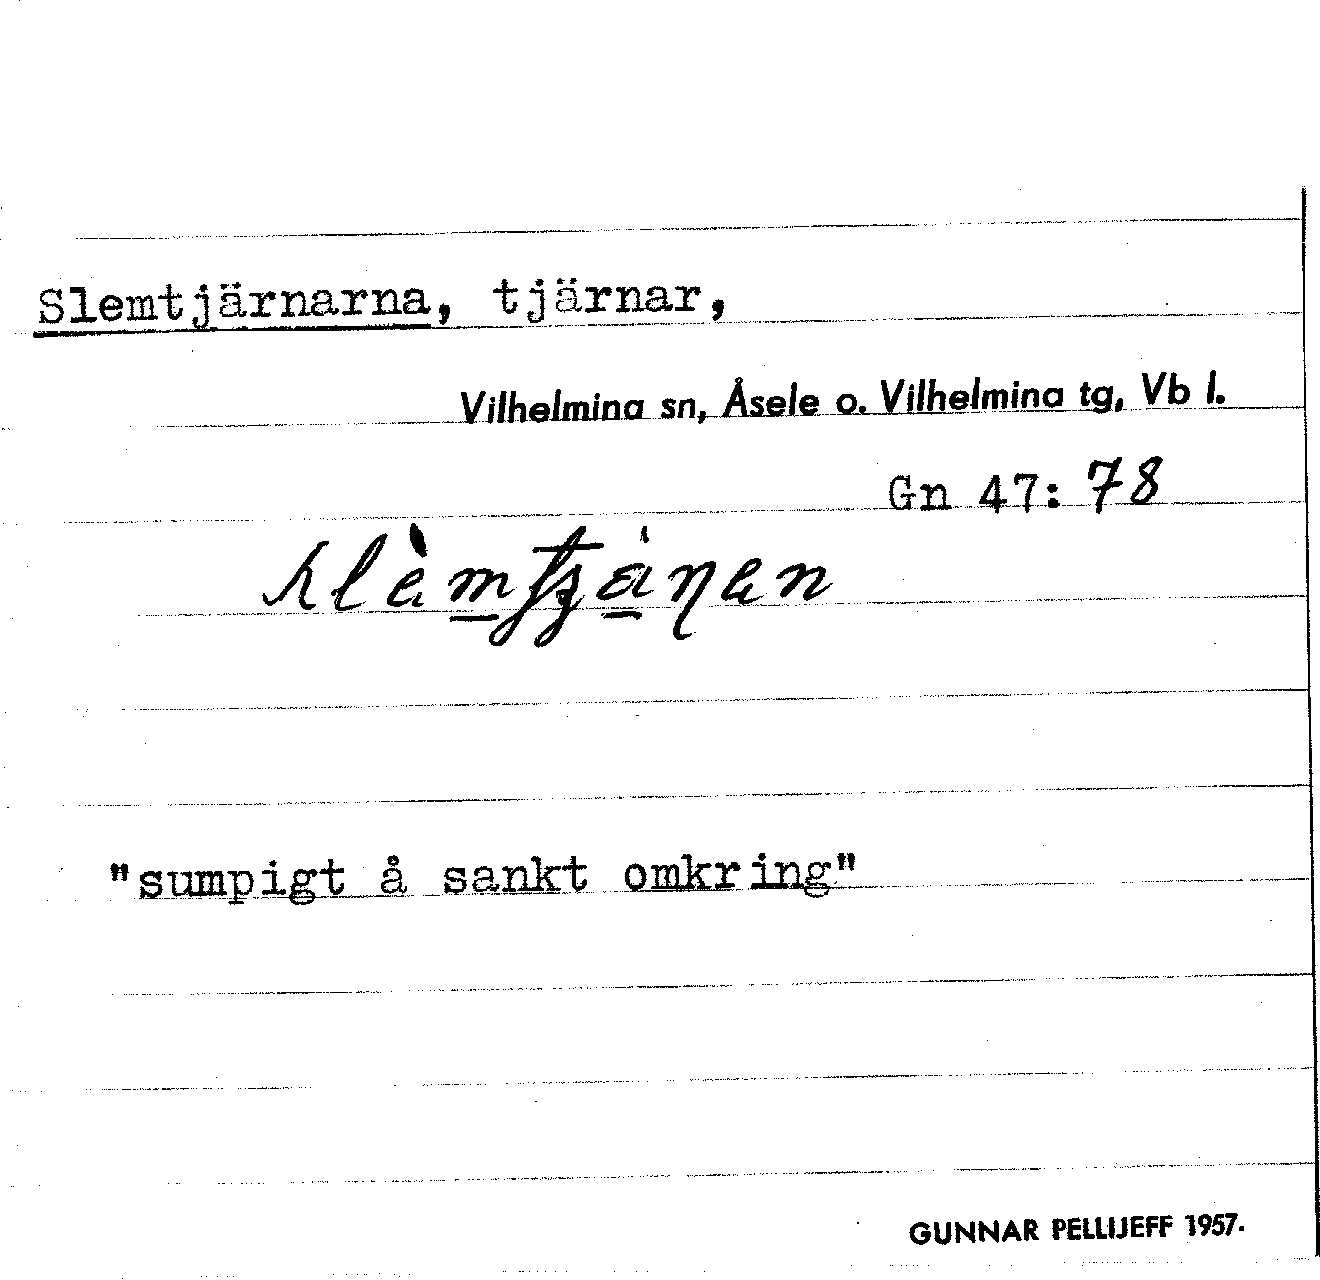 Slemtjärnarna, tjärnar,
Vilhelmina sn, Åsele o. Vilhelmina tg, Vb l.
Gn 47: 78
"sumpigt å sankt omkring"
GUNNAR PELLIJEFF 1957.